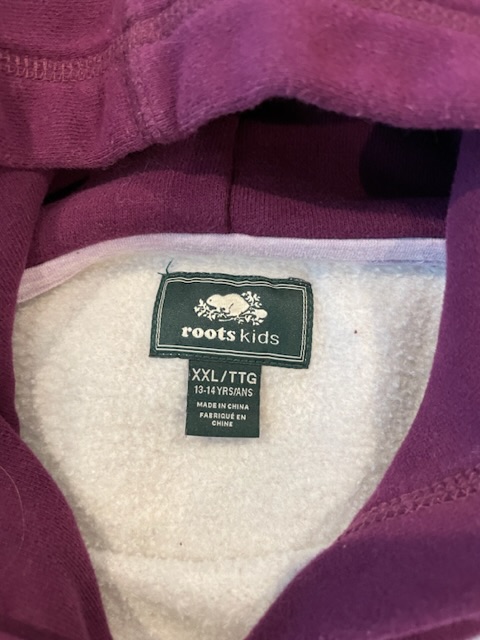 roots kids
XXL/TTG
13-14 YRS/ANS
MADE IN CHINA
FABRIQUÉ EN
CHINE